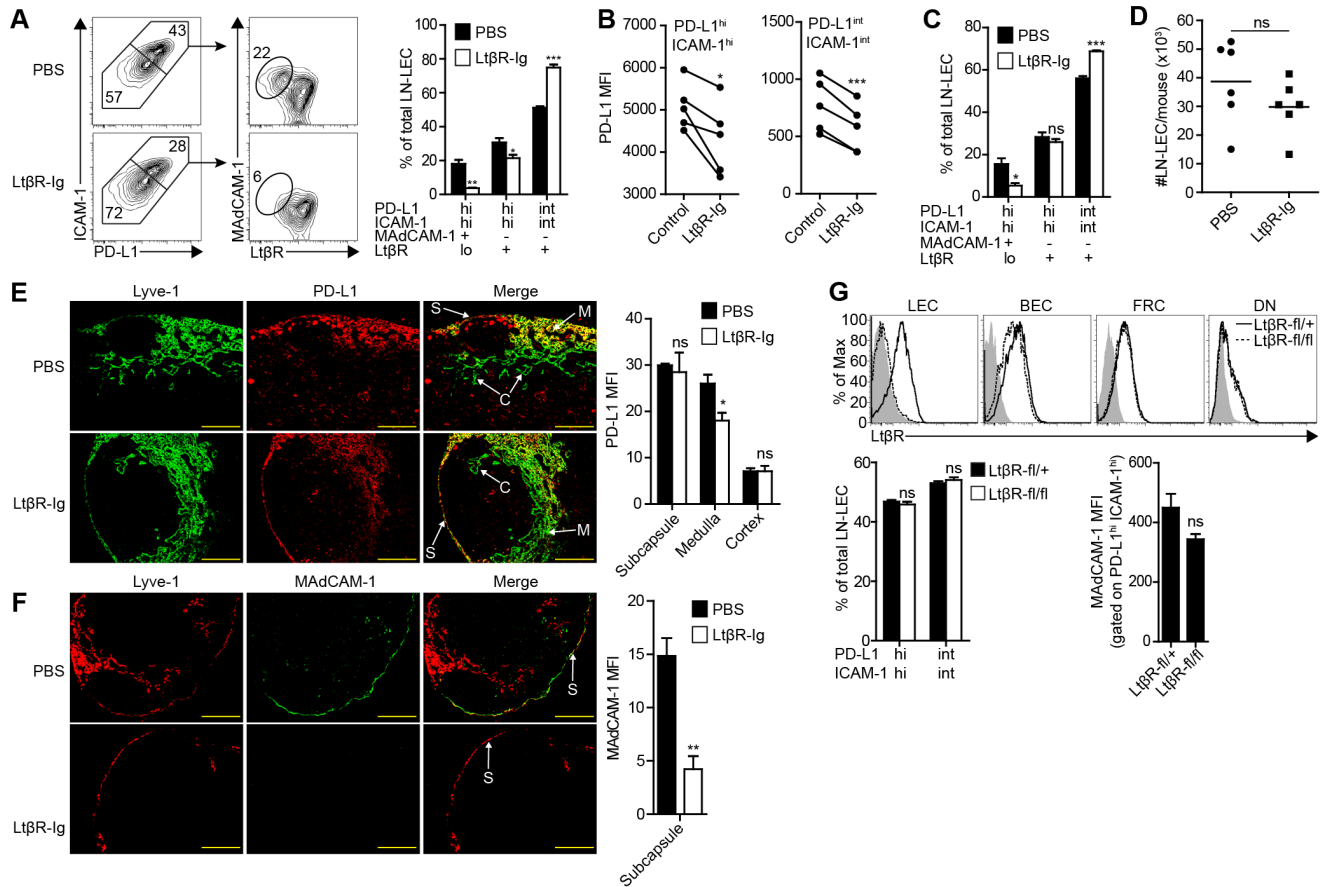 A
PBS
43
57
22
LtβR-Ig
28
72
6
ICAM-1
PD-L1
MAdCAM-1
LtβR
% of total LN-LEC
100
80
60
40
20
0
PBS
LtβR-Ig
**
*
***
PD-L1 hi hi int
ICAM-1 hi hi int
MAdCAM-1 + - -
LtβR lo + +
B
PD-L1hi
ICAM-1hi
PD-L1 MFI
7000
6000
5000
4000
3000
*
Control
LtβR-Ig
PD-L1int
ICAM-1int
1500
1000
500
0
***
Control
LtβR-Ig
C
% of total LN-LEC
80
60
40
20
0
PBS
LtβR-Ig
*
ns
***
PD-L1 hi hi int
ICAM-1 hi hi int
MAdCAM-1 + - -
LtβR lo + +
D
#LN-LEC/mouse (x10³)
60
50
40
30
20
10
0
ns
PBS
LtβR-Ig
E
Lyve-1 PD-L1 Merge
PBS
S
M
C
LtβR-Ig
C
M
S
PD-L1 MFI
40
30
20
10
0
PBS
LtβR-Ig
ns
*
ns
Subcapsule
Medulla
Cortex
F
Lyve-1 MAdCAM-1 Merge
PBS
S
LtβR-Ig
S
MAdCAM-1 MFI
20
15
10
5
0
PBS
LtβR-Ig
**
Subcapsule
G
LEC BEC FRC DN
% of Max
100
80
60
40
20
0
LtβR-fl/+
LtβR-fl/fl
LtβR
% of total LN-LEC
60
40
20
0
LtβR-fl/+
LtβR-fl/fl
ns
ns
PD-L1 hi int
ICAM-1 hi int
MAdCAM-1 MFI
(gated on PD-L1hi ICAM-1hi)
600
400
200
0
ns
LtβR-fl/+
LtβR-fl/fl